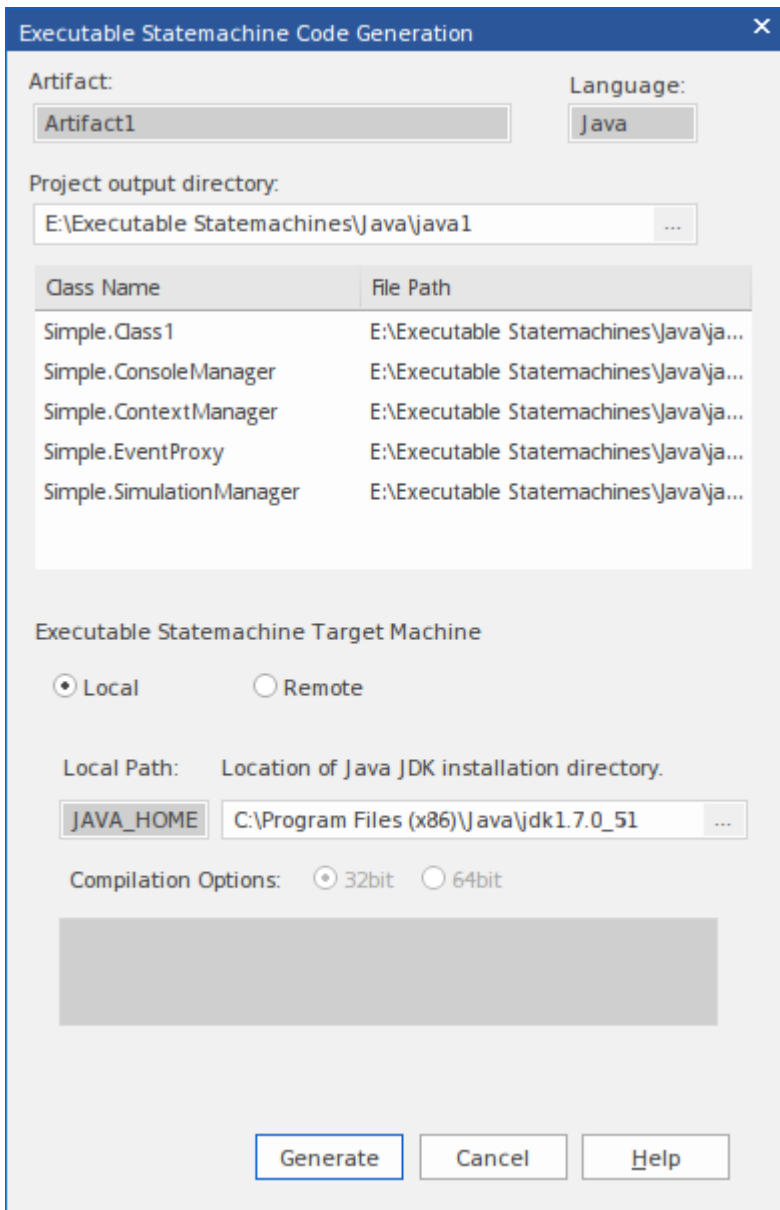 Executable Statemachine Code Generation
Artifact:
Language:
Artifact1
Java
Project output directory:
E:\Executable Statemachines\Java\java1
...
Class Name
File Path
Simple.Class1
E:\Executable Statemachines\Java\ja...
Simple.ConsoleManager
E:\Executable Statemachines\Java\ja...
Simple.ContextManager
E:\Executable Statemachines\Java\ja...
Simple.EventProxy
E:\Executable Statemachines\Java\ja...
Simple.SimulationManager
E:\Executable Statemachines\Java\ja...
Executable Statemachine Target Machine
Local
Remote
Local Path:
Location of Java JDK installation directory.
JAVA_HOME
C:\Program Files (x86)\Java\jdk1.7.0_51
...
Compilation Options:
32bit
64bit
Generate
Cancel
Help